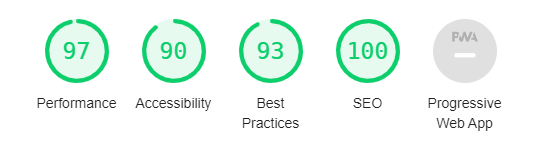 97 90 93 100 PWA
Performance Accessibility Best Practices SEO Progressive Web App